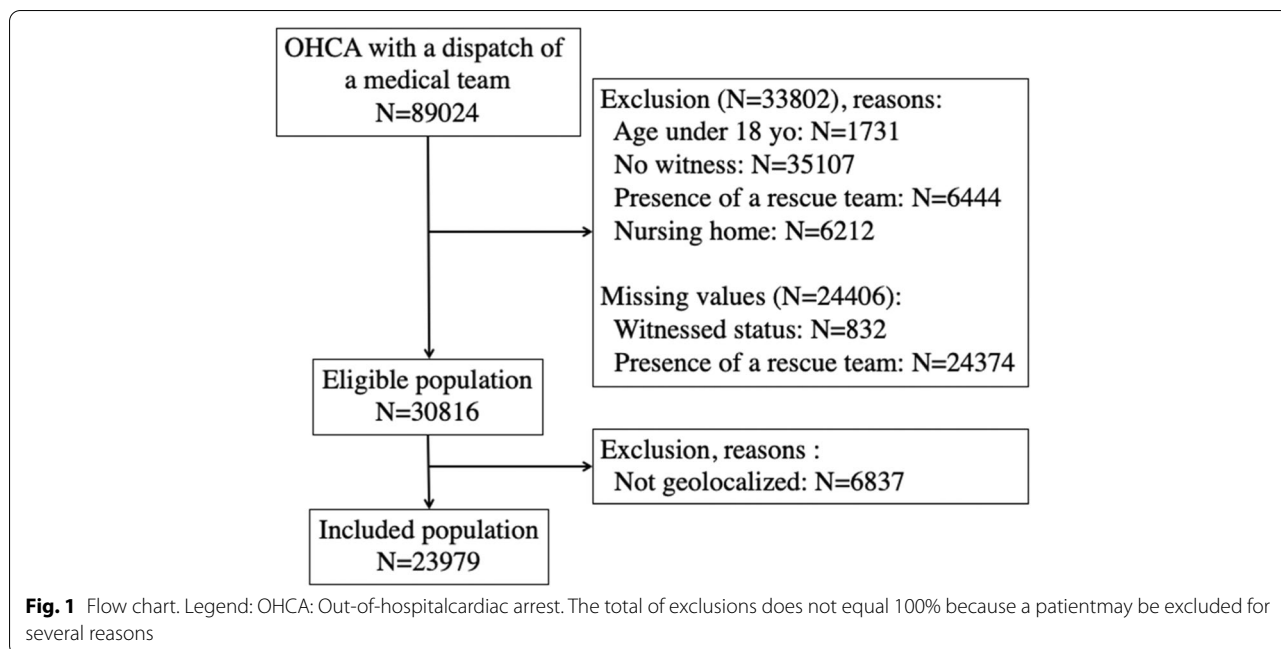 OHCA with a dispatch of
a medical team
N=89024
Exclusion (N=33802), reasons:
Age under 18 yo: N=1731
No witness: N=35107
Presence of a rescue team: N=6444
Nursing home: N=6212
Missing values (N=24406):
Witnessed status: N=832
Presence of a rescue team: N=24374
Eligible population
N=30816
Exclusion, reasons :
Not geolocalized: N=6837
Included population
N=23979
Fig. 1 Flow chart. Legend: OHCA: Out-of-hospitalcardiac arrest. The total of exclusions does not equal 100% because a patientmay be excluded for
several reasons